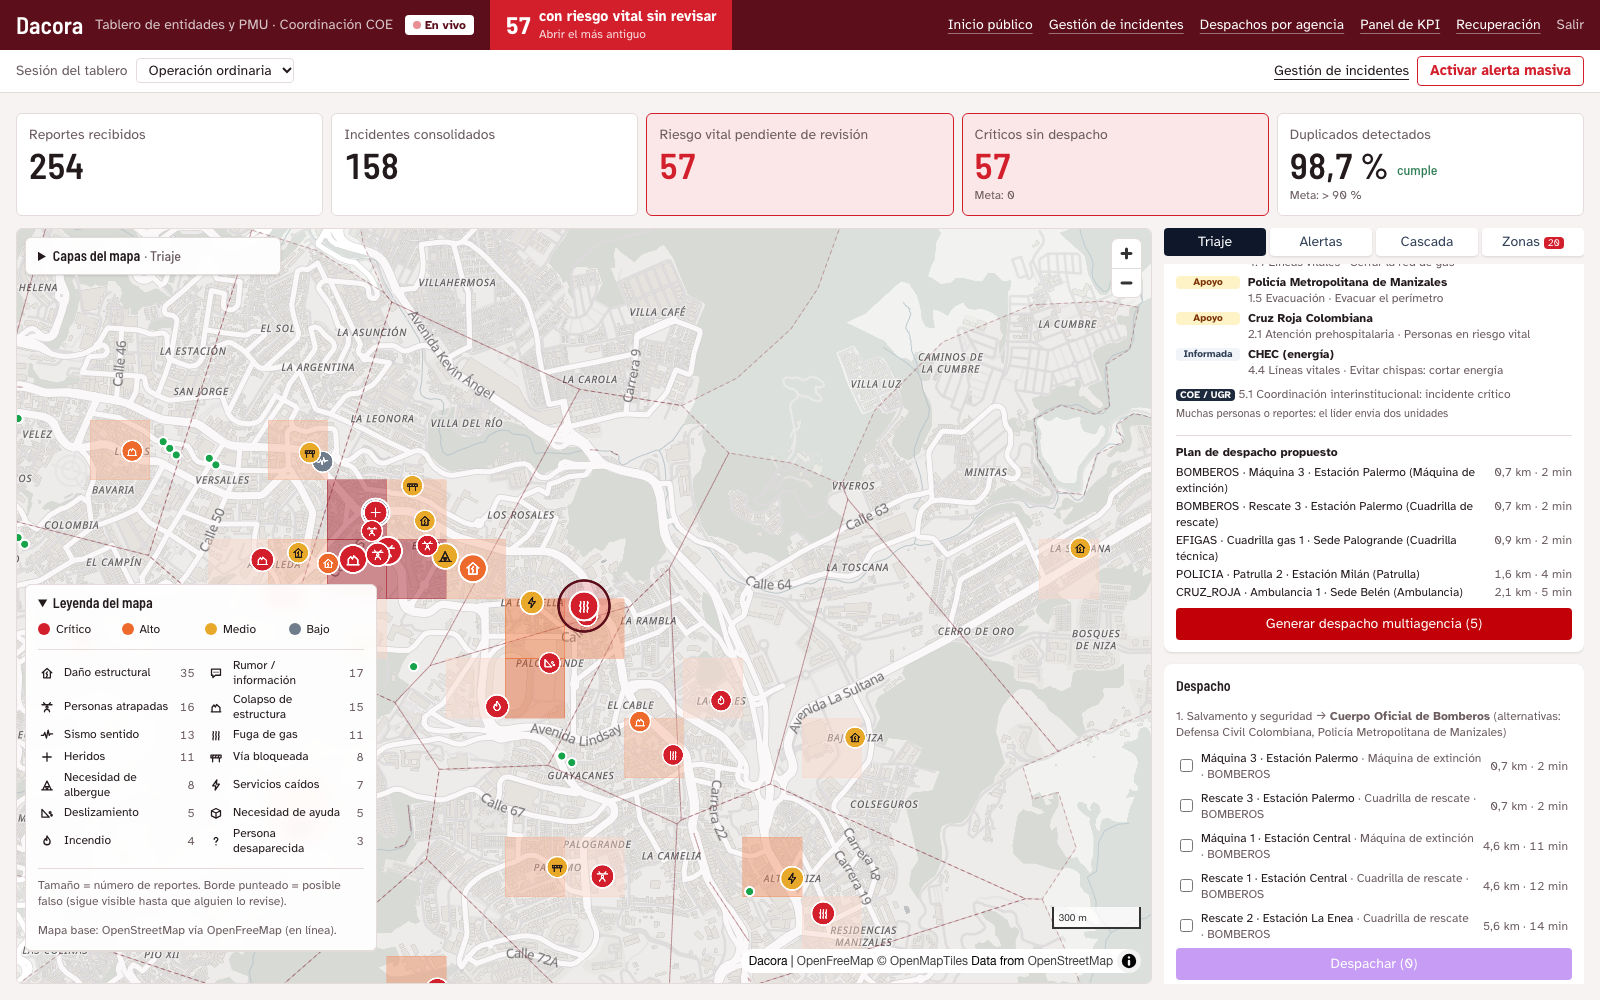 Dacora Tablero de entidades y PMU · Coordinación COE En vivo
57 con riesgo vital sin revisar
Abrir el más antiguo
Inicio público Gestión de incidentes Despachos por agencia Panel de KPI Recuperación Salir
Sesión del tablero Operación ordinaria
Gestión de incidentes Activar alerta masiva
Reportes recibidos
254
Incidentes consolidados
158
Riesgo vital pendiente de revisión
57
Críticos sin despacho
57
Meta: 0
Duplicados detectados
98,7 % cumple
Meta: > 90 %
Capas del mapa · Triaje
+
−
HELENA
VILLAHERMOSA
VILLA CAFÉ
EL SOL
LA ASUNCIÓN
LA CUMBRE
LA ESTACIÓN
Calle 46
Avenida Kevin Ángel
Carrera 9
CAMINOS DE
LA CUMBRE
LA ARGENTINA
SAN JORGE
LA CAROLA
VILLA LUZ
LA LEONORA
VILLA DEL RÍO
VELEZ
BAVARIA
VERSALLES
MINITAS
VIVEROS
COLOMBIA
Calle 50
LOS ROSALES
Calle 63
EL CAMPÍN
LA TOSCANA
Calle 64
LA RAMBLA
CERRO DE ORO
BOSQUES
DE NIZA
Avenida La Sultana
EL CABLE
Avenida Lindsay
GUAYACANES
Carrera 22
Calle 67
COLSEGUROS
PALOGRANDE
LA CAMELIA
Carrera 19
RESIDENCIAS
MANIZALES
PIO XII
Calle 72A
Leyenda del mapa
Crítico Alto Medio Bajo
Daño estructural 35
Rumor /
información 17
Personas atrapadas 16
Colapso de
estructura 15
Sismo sentido 13
Fuga de gas 11
Heridos 11
Vía bloqueada 8
Necesidad de
albergue 8
Servicios caídos 7
Deslizamiento 5
Necesidad de ayuda 5
Incendio 4
Persona
desaparecida 3
Tamaño = número de reportes. Borde punteado = posible
falso (sigue visible hasta que alguien lo revise).
Mapa base: OpenStreetMap vía OpenFreeMap (en línea).
300 m
Dacora | OpenFreeMap © OpenMapTiles Data from OpenStreetMap
Triaje Alertas Cascada Zonas 20
Apoyo Policía Metropolitana de Manizales
1.5 Evacuación · Evacuar el perímetro
Apoyo Cruz Roja Colombiana
2.1 Atención prehospitalaria · Personas en riesgo vital
Informada CHEC (energía)
4.4 Líneas vitales · Evitar chispas: cortar energía
COE / UGR 5.1 Coordinación interinstitucional: incidente crítico
Muchas personas o reportes: el líder envía dos unidades
Plan de despacho propuesto
BOMBEROS · Máquina 3 · Estación Palermo (Máquina de
extinción) 0,7 km · 2 min
BOMBEROS · Rescate 3 · Estación Palermo (Cuadrilla de
rescate) 0,7 km · 2 min
EFIGAS · Cuadrilla gas 1 · Sede Palogrande (Cuadrilla
técnica) 0,9 km · 2 min
POLICIA · Patrulla 2 · Estación Milán (Patrulla) 1,6 km · 4 min
CRUZ_ROJA · Ambulancia 1 · Sede Belén (Ambulancia) 2,1 km · 5 min
Generar despacho multiagencia (5)
Despacho
1. Salvamento y seguridad → Cuerpo Oficial de Bomberos (alternativas:
Defensa Civil Colombiana, Policía Metropolitana de Manizales)
Máquina 3 · Estación Palermo · Máquina de extinción
· BOMBEROS 0,7 km · 2 min
Rescate 3 · Estación Palermo · Cuadrilla de rescate ·
BOMBEROS 0,7 km · 2 min
Máquina 1 · Estación Central · Máquina de extinción
· BOMBEROS 4,6 km · 11 min
Rescate 1 · Estación Central · Cuadrilla de rescate ·
BOMBEROS 4,6 km · 12 min
Rescate 2 · Estación La Enea · Cuadrilla de rescate
· BOMBEROS 5,6 km · 14 min
Despachar (0)